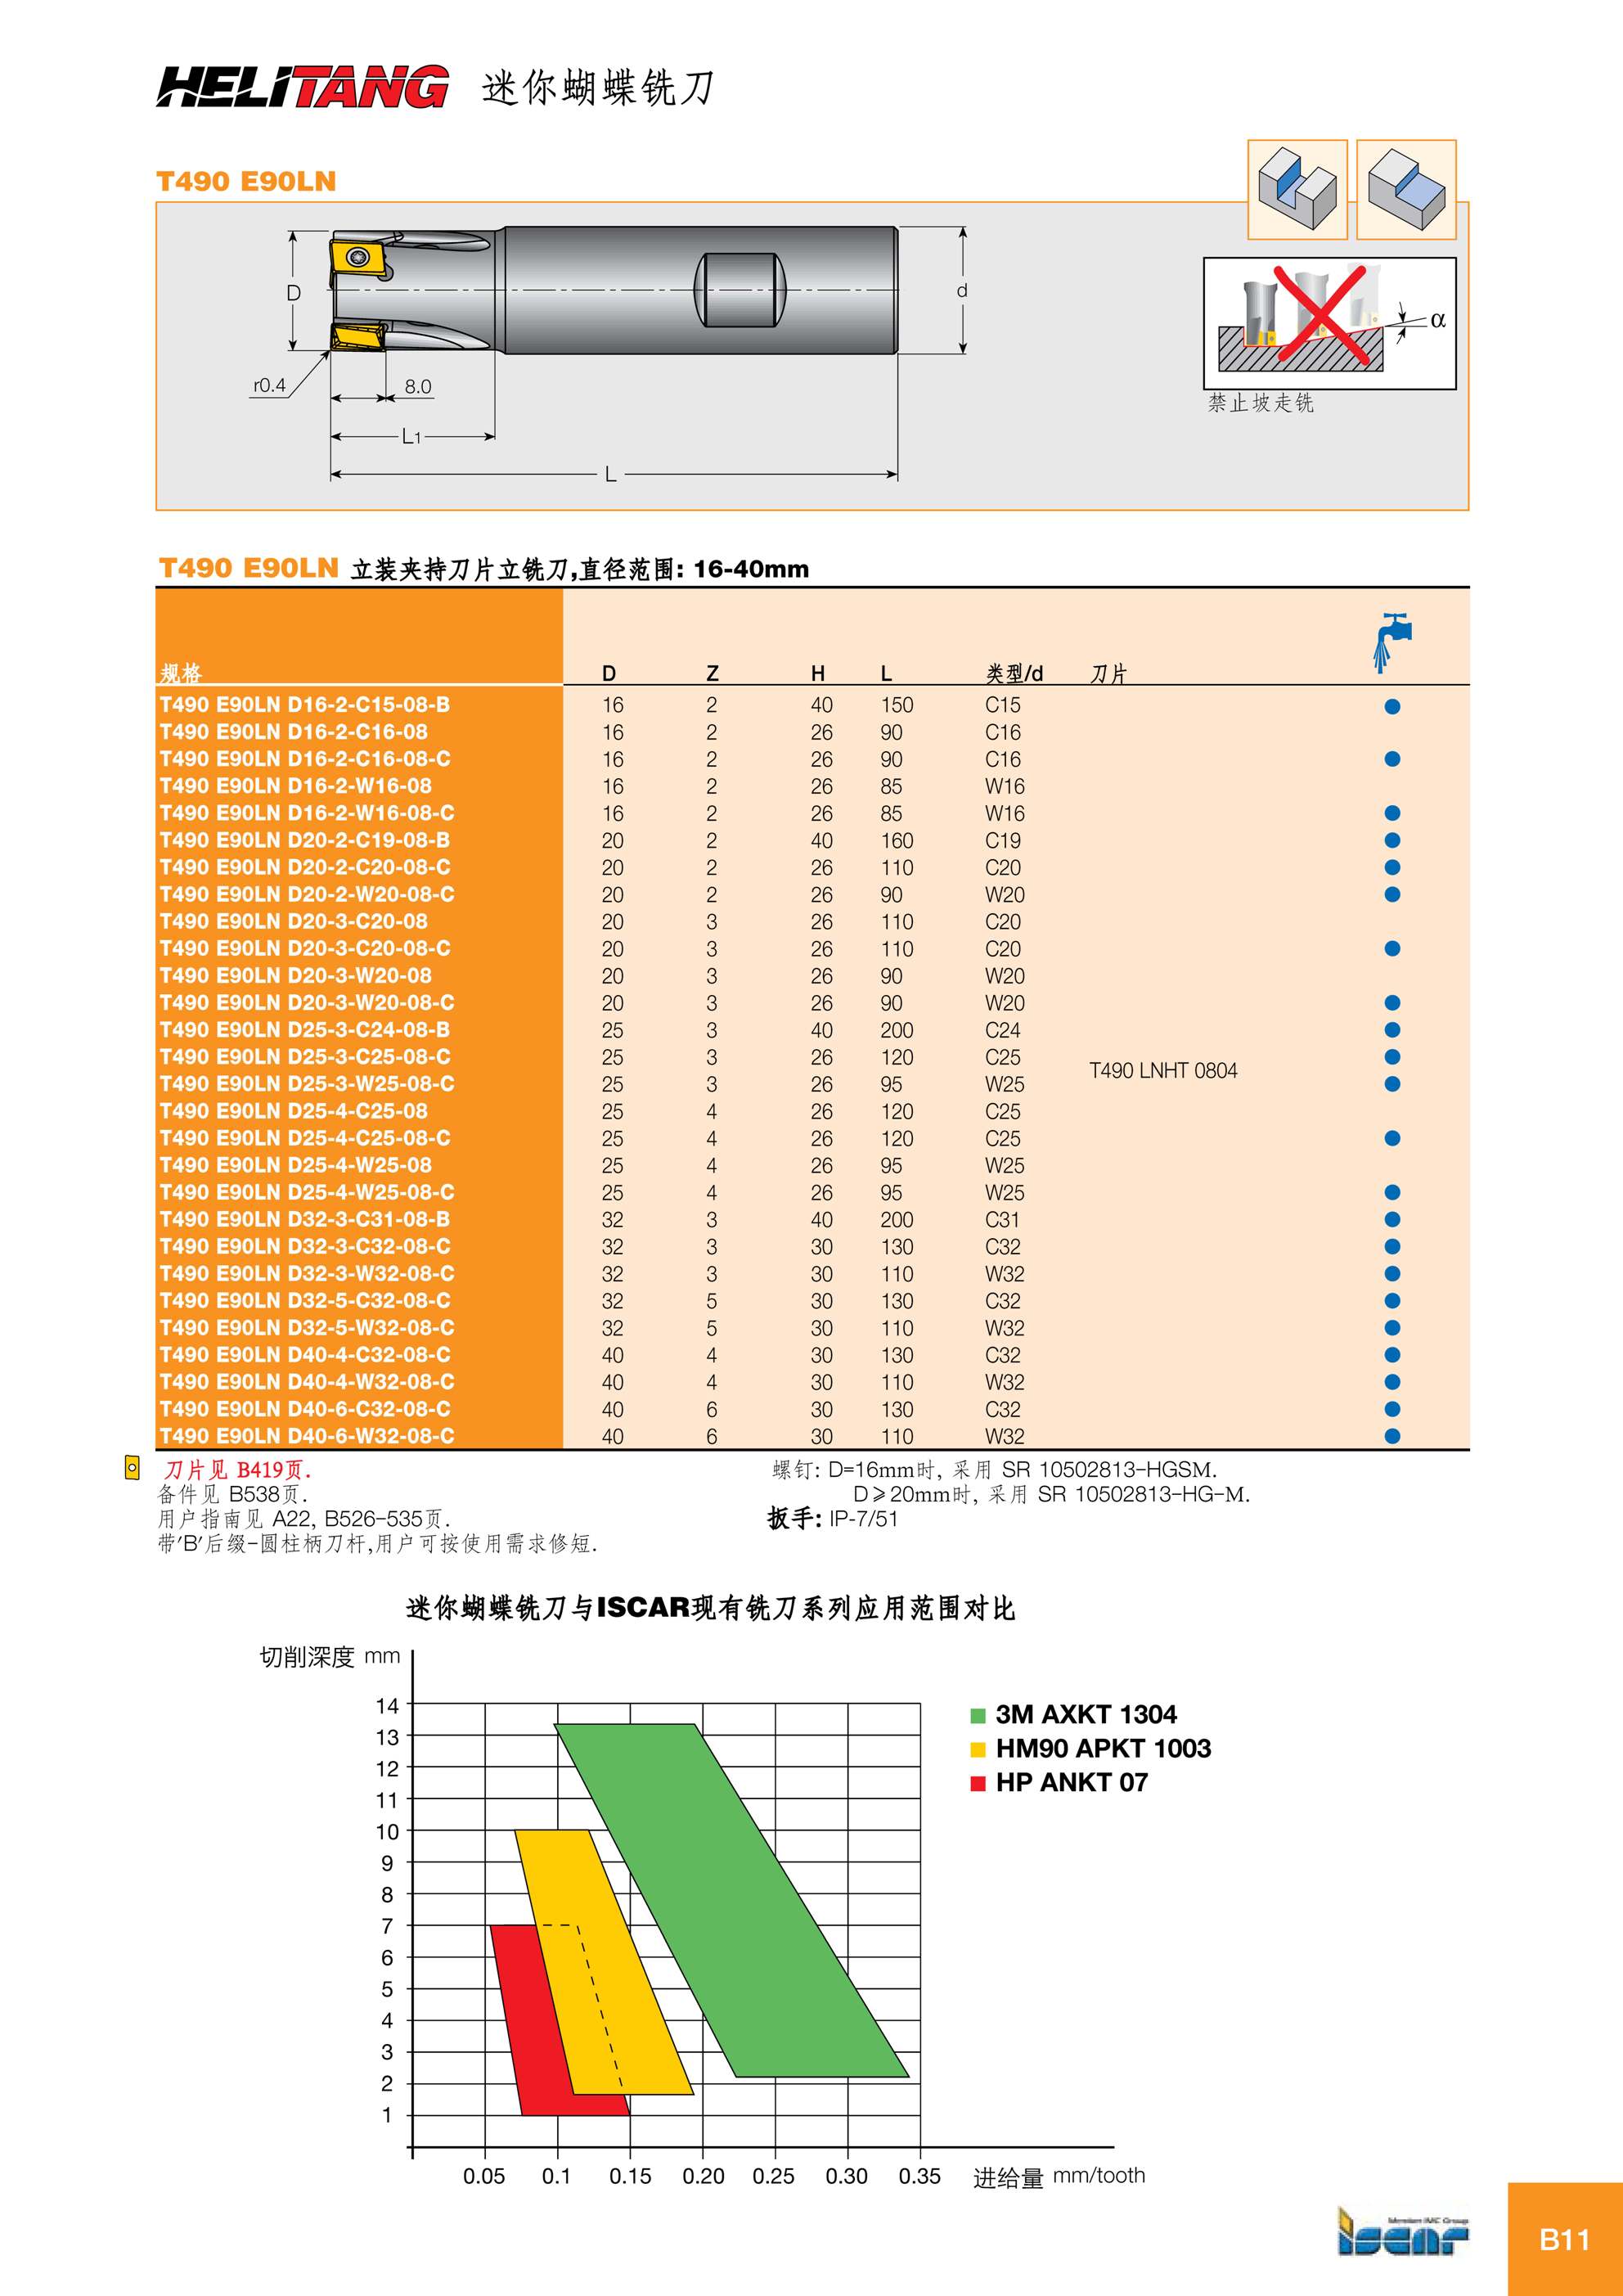 HELITANG 迷你蝴蝶铣刀
T490 E90LN
D
d
r0.4
8.0
L1
L
α
禁止坡走铣
T490 E90LN 立装夹持刀片立铣刀,直径范围: 16-40mm
规格 D Z H L 类型/d 刀片
T490 E90LN D16-2-C15-08-B 16 2 40 150 C15
T490 E90LN D16-2-C16-08 16 2 26 90 C16
T490 E90LN D16-2-C16-08-C 16 2 26 90 C16
T490 E90LN D16-2-W16-08 16 2 26 85 W16
T490 E90LN D16-2-W16-08-C 16 2 26 85 W16
T490 E90LN D20-2-C19-08-B 20 2 40 160 C19
T490 E90LN D20-2-C20-08-C 20 2 26 110 C20
T490 E90LN D20-2-W20-08-C 20 2 26 90 W20
T490 E90LN D20-3-C20-08 20 3 26 110 C20
T490 E90LN D20-3-C20-08-C 20 3 26 110 C20
T490 E90LN D20-3-W20-08 20 3 26 90 W20
T490 E90LN D20-3-W20-08-C 20 3 26 90 W20
T490 E90LN D25-3-C24-08-B 25 3 40 200 C24
T490 E90LN D25-3-C25-08-C 25 3 26 120 C25
T490 LNHT 0804
T490 E90LN D25-3-W25-08-C 25 3 26 95 W25
T490 E90LN D25-4-C25-08 25 4 26 120 C25
T490 E90LN D25-4-C25-08-C 25 4 26 120 C25
T490 E90LN D25-4-W25-08 25 4 26 95 W25
T490 E90LN D25-4-W25-08-C 25 4 26 95 W25
T490 E90LN D32-3-C31-08-B 32 3 40 200 C31
T490 E90LN D32-3-C32-08-C 32 3 30 130 C32
T490 E90LN D32-3-W32-08-C 32 3 30 110 W32
T490 E90LN D32-5-C32-08-C 32 5 30 130 C32
T490 E90LN D32-5-W32-08-C 32 5 30 110 W32
T490 E90LN D40-4-C32-08-C 40 4 30 130 C32
T490 E90LN D40-4-W32-08-C 40 4 30 110 W32
T490 E90LN D40-6-C32-08-C 40 6 30 130 C32
T490 E90LN D40-6-W32-08-C 40 6 30 110 W32
刀片见 B419页.
备件见 B538页.
用户指南见 A22, B526-535页.
带'B'后缀-圆柱柄刀杆,用户可按使用需求修短.
螺钉: D=16mm时, 采用 SR 10502813-HGSM.
D⩾20mm时, 采用 SR 10502813-HG-M.
扳手: IP-7/51
迷你蝴蝶铣刀与ISCAR现有铣刀系列应用范围对比
切削深度 mm
14
13
12
11
10
9
8
7
6
5
4
3
2
1
0.05 0.1 0.15 0.20 0.25 0.30 0.35 进给量 mm/tooth
3M AXKT 1304
HM90 APKT 1003
HP ANKT 07
Member IMC Group
iscar
B11